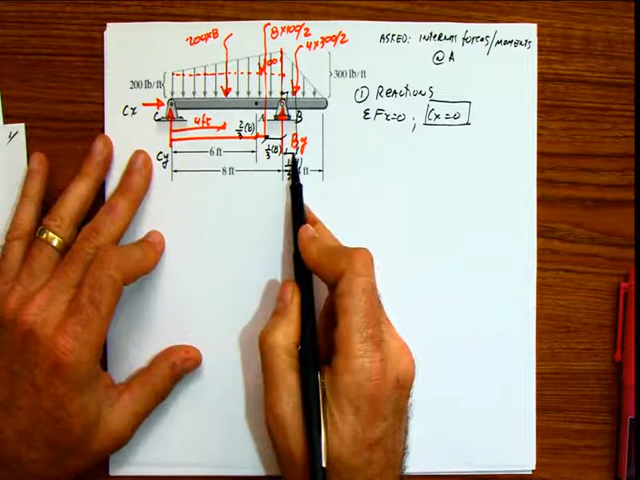 200x8
8x100/2
4x300/2
ASKED: INTERNAL FORCES/MOMENTS
@ A
200 lb/ft
100
300 lb/ft
① REACTIONS
Cx
C
4ft
A
B
ΣFx=0; Cx=0
2/3(8)
By
Cy
6 ft
1/3(8)
8 ft
ft